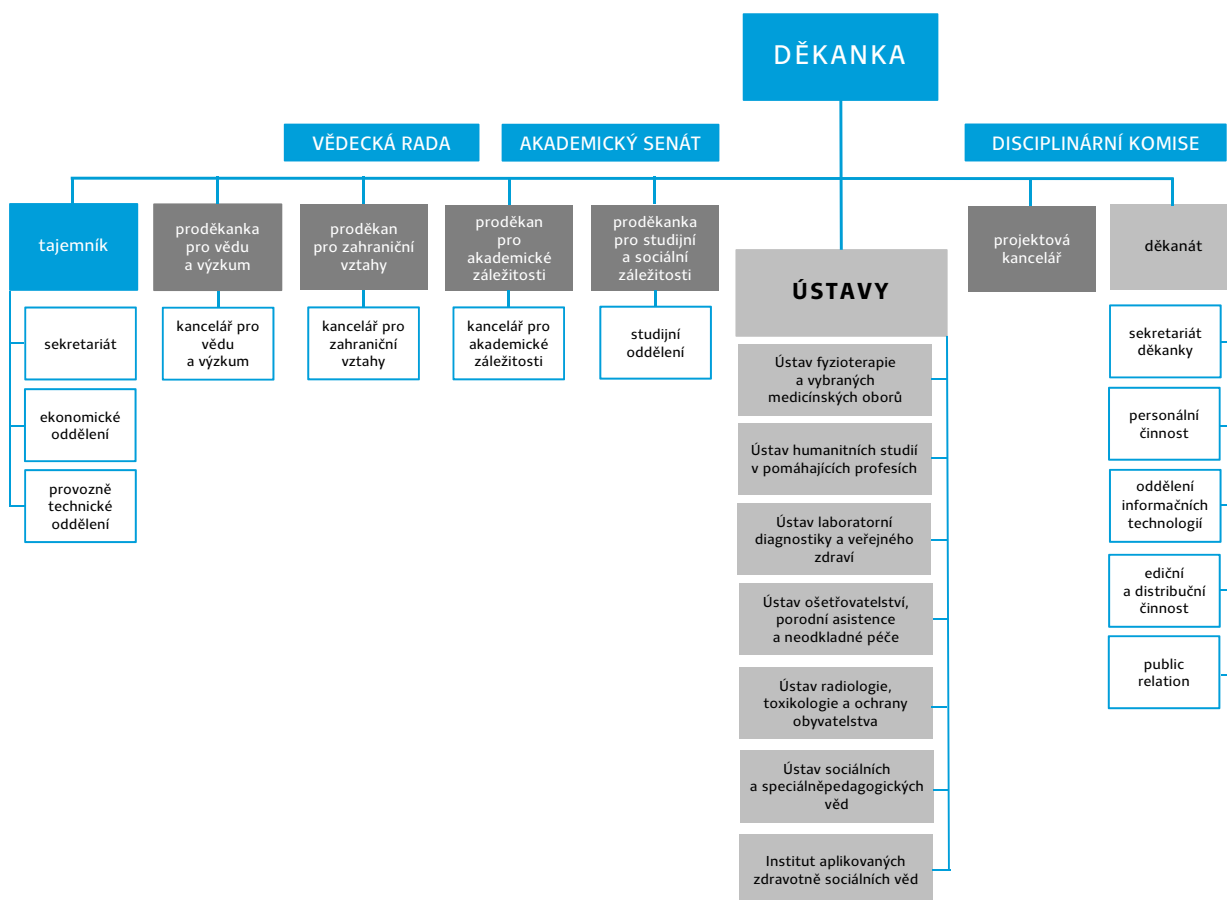 DĚKANKA
VĚDECKÁ RADA
AKADEMICKÝ SENÁT
DISCIPLINÁRNÍ KOMISE
tajemník
proděkanka
pro vědu
a výzkum
proděkan
pro zahraniční
vztahy
proděkan
pro
akademické
záležitosti
proděkanka
pro studijní
a sociální
záležitosti
projektová
kancelář
děkanát
sekretariát
ekonomické
oddělení
provozně
technické
oddělení
kancelář pro
vědu
a výzkum
kancelář pro
zahraniční
vztahy
kancelář pro
akademické
záležitosti
studijní
oddělení
ÚSTAVY
Ústav fyzioterapie
a vybraných
medicínských oborů
Ústav humanitních studií
v pomáhajících profesích
Ústav laboratorní
diagnostiky a veřejného
zdraví
Ústav ošetřovatelství,
porodní asistence
a neodkladné péče
Ústav radiologie,
toxikologie a ochrany
obyvatelstva
Ústav sociálních
a speciálněpedagogických
věd
Institut aplikovaných
zdravotně sociálních věd
sekretariát
děkanky
personální
činnost
oddělení
informačních
technologií
ediční
a distribuční
činnost
public
relation